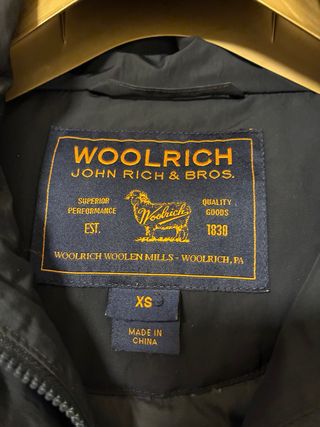 WOOLRICH
JOHN RICH & BROS.
SUPERIOR PERFORMANCE
QUALITY GOODS
Woolrich
EST. 1830
WOOLRICH WOOLEN MILLS - WOOLRICH, PA
XS
MADE IN
CHINA